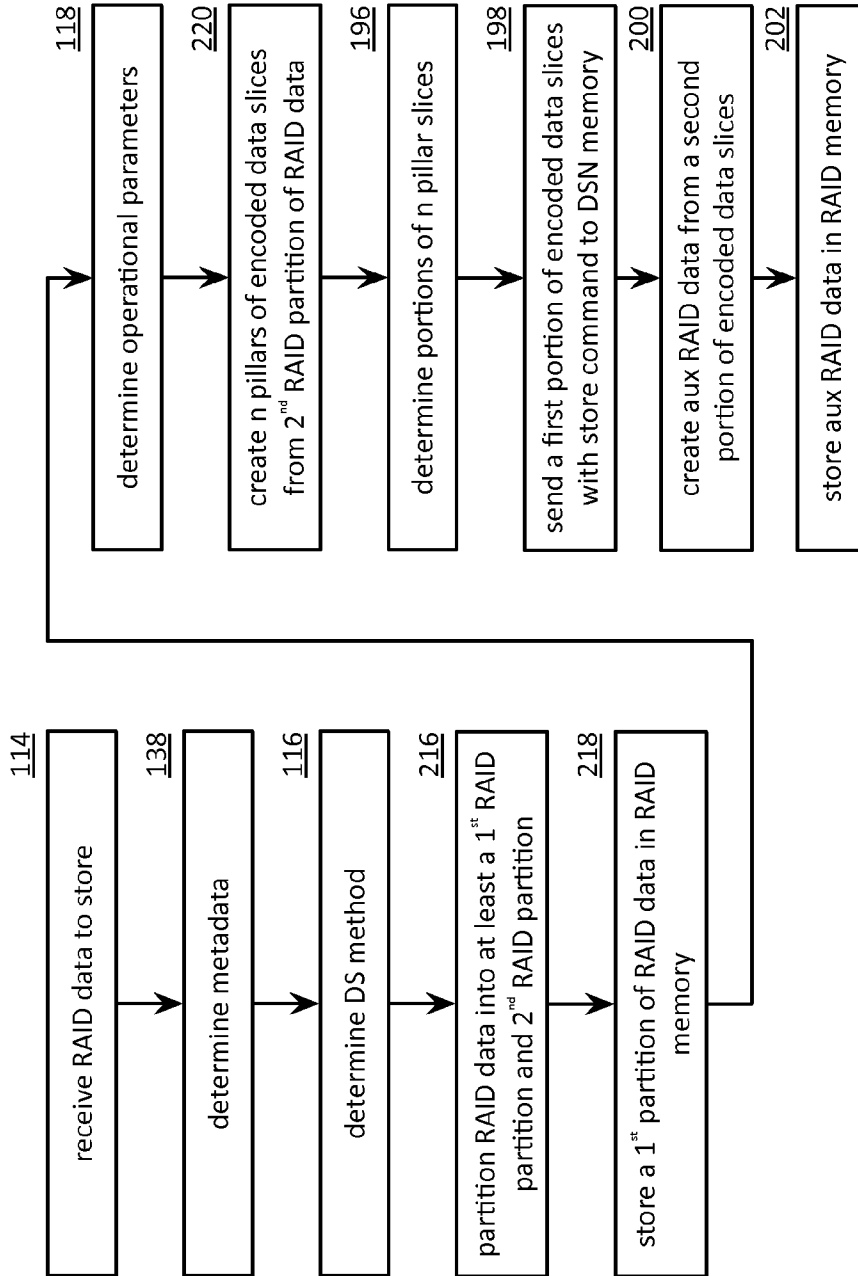 114
receive RAID data to store
138
determine metadata
116
determine DS method
216
partition RAID data into at least a 1st RAID
partition and 2nd RAID partition
218
store a 1st partition of RAID data in RAID
memory
118
determine operational parameters
220
create n pillars of encoded data slices
from 2nd RAID partition of RAID data
196
determine portions of n pillar slices
198
send a first portion of encoded data slices
with store command to DSN memory
200
create aux RAID data from a second
portion of encoded data slices
202
store aux RAID data in RAID memory